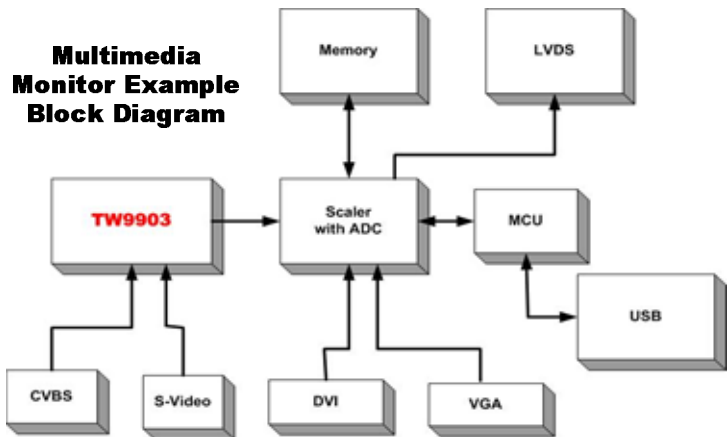 Multimedia
Monitor Example
Block Diagram
Memory
LVDS
TW9903
Scaler
with ADC
MCU
USB
CVBS
S-Video
DVI
VGA